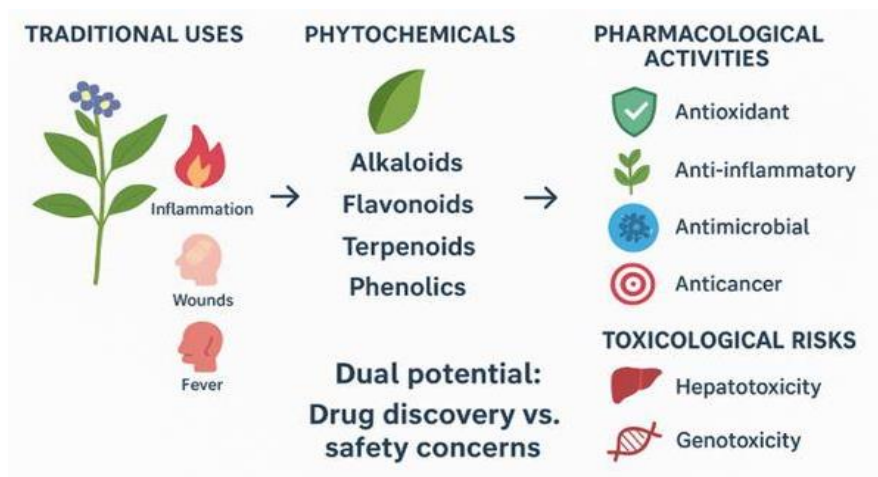 TRADITIONAL USES
Inflammation
Wounds
Fever
PHYTOCHEMICALS
Alkaloids
Flavonoids
Terpenoids
Phenolics
Dual potential:
Drug discovery vs.
safety concerns
PHARMACOLOGICAL
ACTIVITIES
Antioxidant
Anti-inflammatory
Antimicrobial
Anticancer
TOXICOLOGICAL RISKS
Hepatotoxicity
Genotoxicity